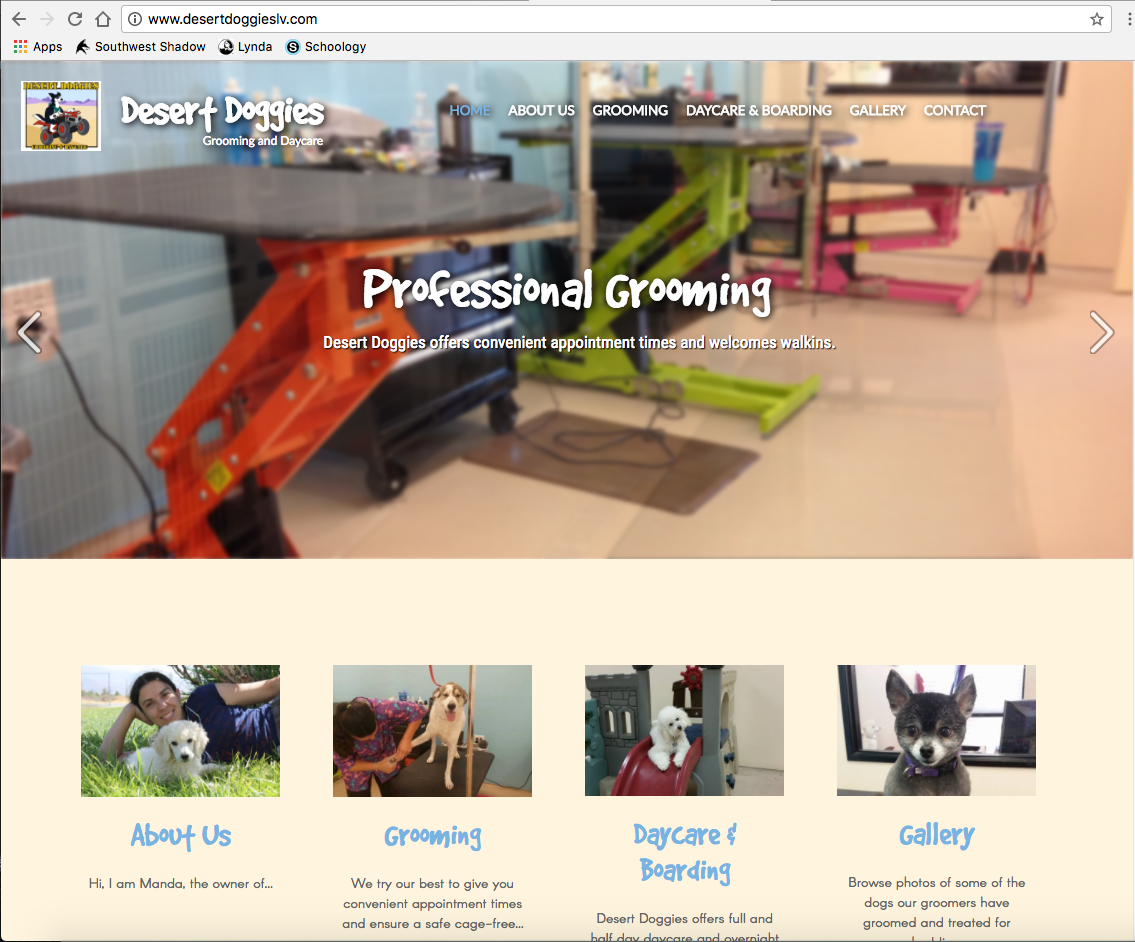 www.desertdoggieslv.com
Apps Southwest Shadow Lynda Schoology
DESERT DOGGIES
Desert Doggies
Grooming and Daycare
HOME ABOUT US GROOMING DAYCARE & BOARDING GALLERY CONTACT
Professional Grooming
Desert Doggies offers convenient appointment times and welcomes walkins.
About Us
Hi, I am Manda, the owner of...
Grooming
We try our best to give you
convenient appointment times
and ensure a safe cage-free...
Daycare &
Boarding
Desert Doggies offers full and
half day daycare and overnight
Gallery
Browse photos of some of the
dogs our groomers have
groomed and treated for